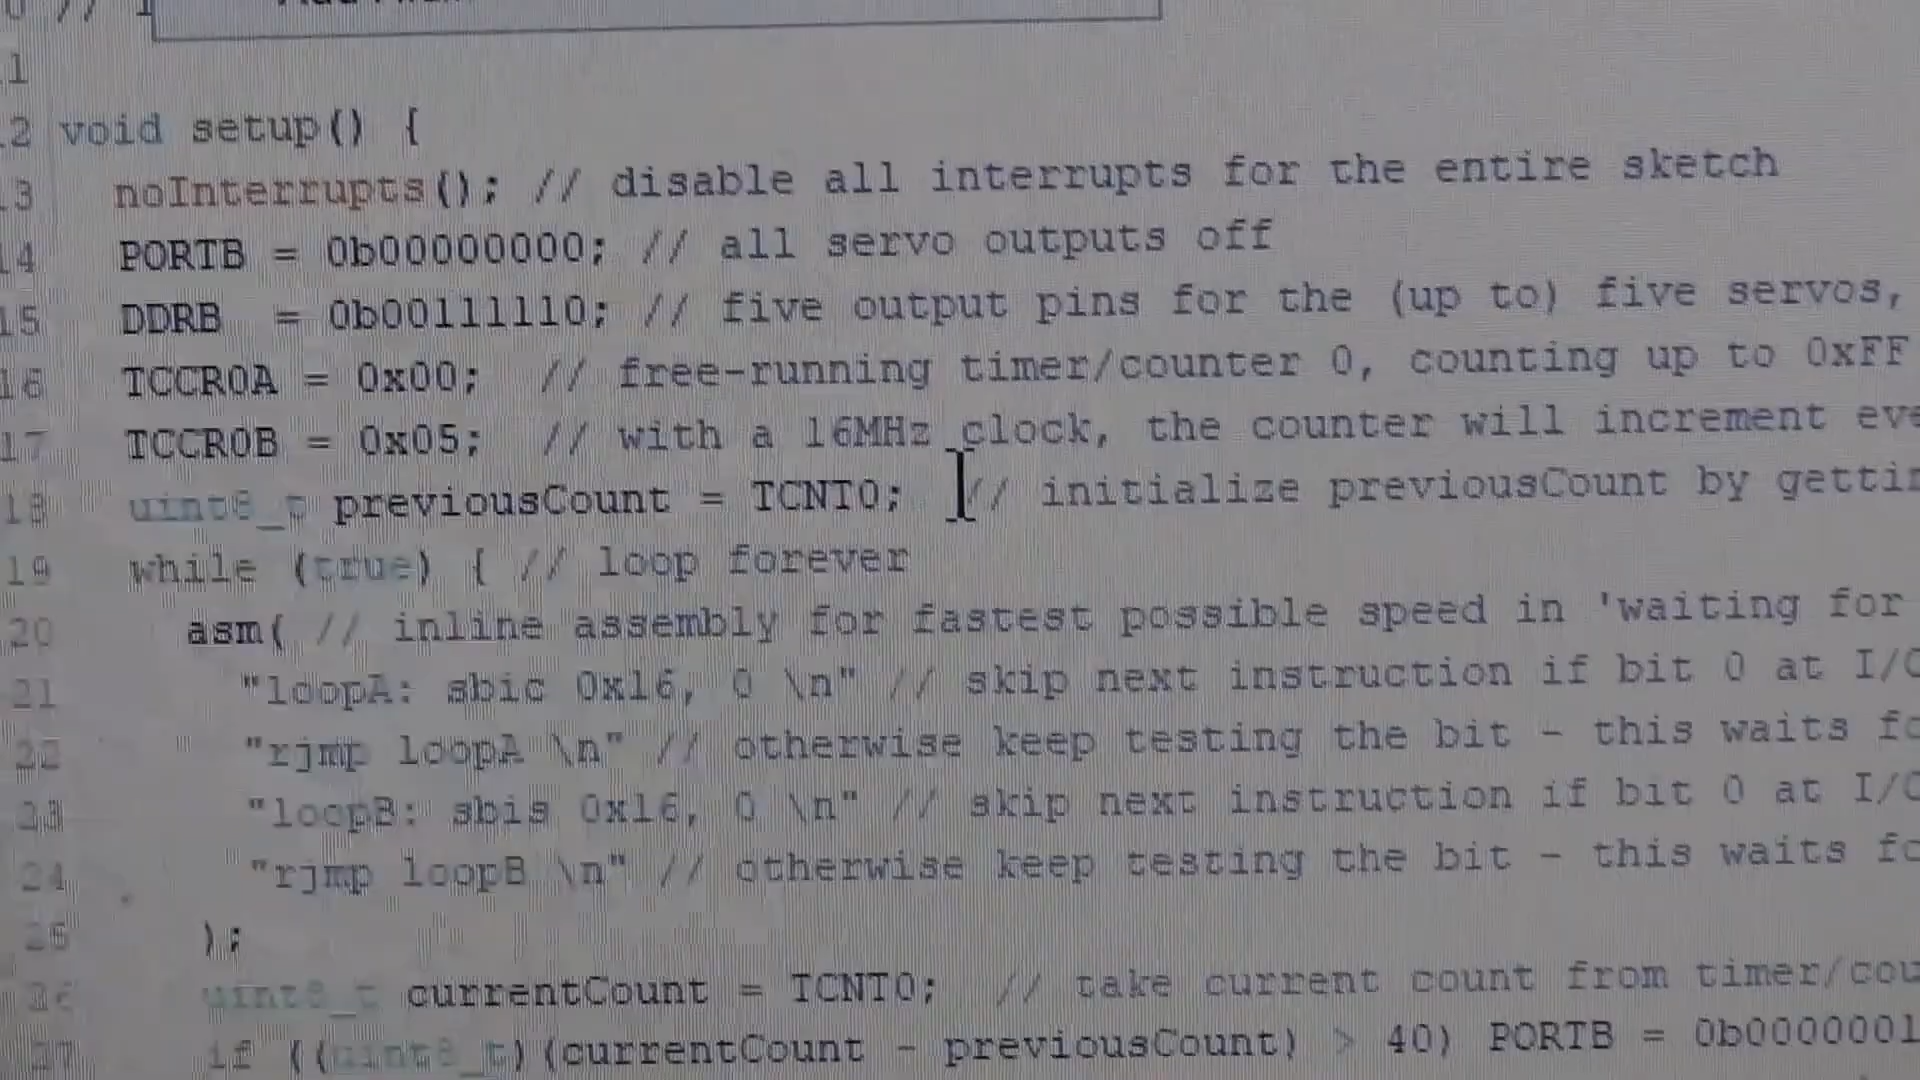 11
12 void setup() {
13 noInterrupts(); // disable all interrupts for the entire sketch
14 PORTB = 0b00000000; // all servo outputs off
15 DDRB = 0b00111110; // five output pins for the (up to) five servos,
16 TCCR0A = 0x00; // free-running timer/counter 0, counting up to 0xFF
17 TCCR0B = 0x05; // with a 16MHz clock, the counter will increment eve
18 uint8_t previousCount = TCNT0; // initialize previousCount by gettin
19 while (true) { // loop forever
20 asm( // inline assembly for fastest possible speed in 'waiting for
21 "loopA: sbic 0x16, 0 \n" // skip next instruction if bit 0 at I/O
22 "rjmp loopA \n" // otherwise keep testing the bit - this waits fo
23 "loopB: sbis 0x16, 0 \n" // skip next instruction if bit 0 at I/O
24 "rjmp loopB \n" // otherwise keep testing the bit - this waits fo
25 );
26 uint8_t currentCount = TCNT0; // take current count from timer/cou
27 if ((uint8_t)(currentCount - previousCount) > 40) PORTB = 0b0000001